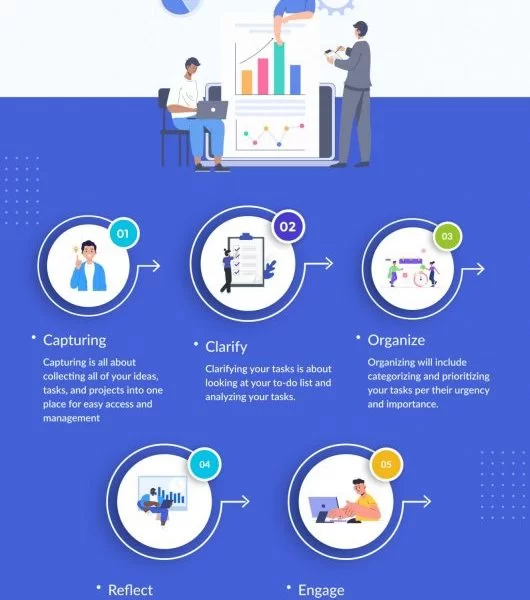 01
02
03
• Capturing
Capturing is all about
collecting all of your ideas,
tasks, and projects into one
place for easy access and
management
• Clarify
Clarifying your tasks is about
looking at your to-do list and
analyzing your tasks.
• Organize
Organizing will include
categorizing and prioritizing
your tasks per their urgency
and importance.
04
05
• Reflect
• Engage